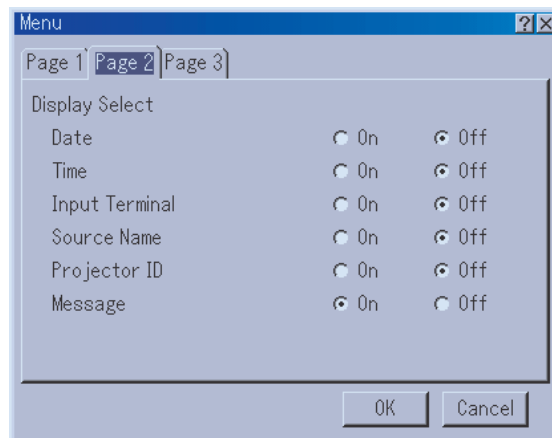 Menu ? ×
Page 1 Page 2 Page 3
Display Select
Date On Off
Time On Off
Input Terminal On Off
Source Name On Off
Projector ID On Off
Message On Off
OK Cancel